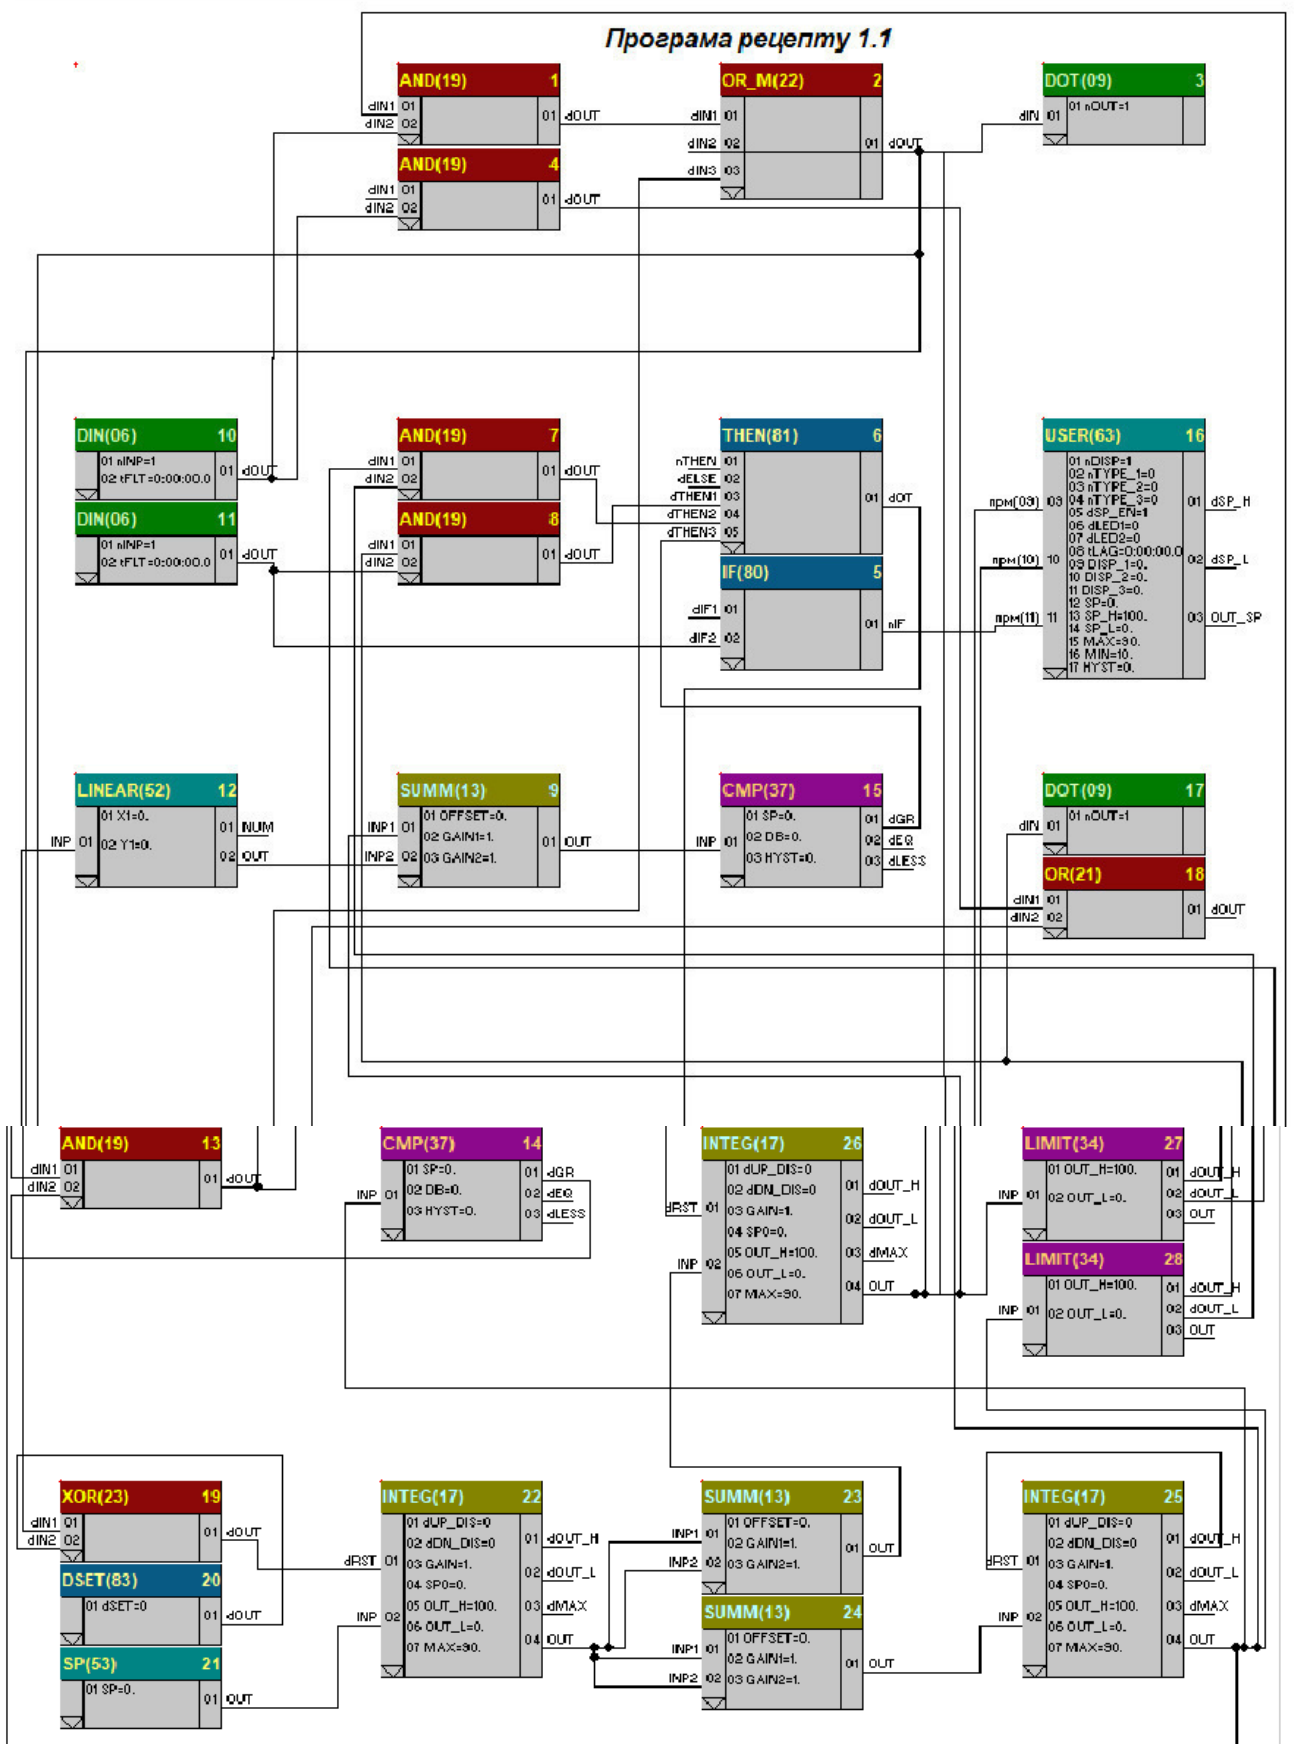 Програма рецепту 1.1
AND(19) 1
dIN1 01
dIN2 02
01 dOUT
OR_M(22) 2
dIN1 01
dIN2 02
dIN3 03
01 dOUT
DOT(09) 3
dIN 01
01 nOUT=1
AND(19) 4
dIN1 01
dIN2 02
01 dOUT
DIN(06) 10
01 nINP=1
02 tFLT=0:00:00.0
01 dOUT
DIN(06) 11
01 nINP=1
02 tFLT=0:00:00.0
01 dOUT
AND(19) 7
dIN1 01
dIN2 02
01 dOUT
AND(19) 8
dIN1 01
dIN2 02
01 dOUT
THEN(81) 6
nTHEN 01
dELSE 02
dTHEN1 03
dTHEN2 04
dTHEN3 05
01 dOT
IF(80) 5
dIF1 01
dIF2 02
01 nIF
USER(63) 16
01 nDISP=1
02 nTYPE_1=0
03 nTYPE_2=0
04 nTYPE_3=0
05 dSP_EN=1
06 dLED1=0
07 dLED2=0
08 tLAG=0:00:00.0
09 DISP_1=0.
10 DISP_2=0.
11 DISP_3=0.
12 SP=0.
13 SP_H=100.
14 SP_L=0.
15 MAX=90.
16 MIN=10.
17 HYST=0.
прм(09) 09
прм(10) 10
прм(11) 11
01 dSP_H
02 dSP_L
03 OUT_SP
LINEAR(52) 12
INP 01
01 X1=0.
02 Y1=0.
01 NUM
02 OUT
SUMM(13) 9
INP1 01
INP2 02
01 OFFSET=0.
02 GAIN1=1.
03 GAIN2=1.
01 OUT
CMP(37) 15
INP 01
01 SP=0.
02 DB=0.
03 HYST=0.
01 dGR
02 dEQ
03 dLESS
DOT(09) 17
dIN 01
01 nOUT=1
OR(21) 18
dIN1 01
dIN2 02
01 dOUT
AND(19) 13
dIN1 01
dIN2 02
01 dOUT
CMP(37) 14
INP 01
01 SP=0.
02 DB=0.
03 HYST=0.
01 dGR
02 dEQ
03 dLESS
INTEG(17) 26
dRST 01
INP 02
01 dUP_DIS=0
02 dDN_DIS=0
03 GAIN=1.
04 SP0=0.
05 OUT_H=100.
06 OUT_L=0.
07 MAX=90.
01 dOUT_H
02 dOUT_L
03 dMAX
04 OUT
LIMIT(34) 27
INP 01
01 OUT_H=100.
02 OUT_L=0.
01 dOUT_H
02 dOUT_L
03 OUT
LIMIT(34) 28
INP 01
01 OUT_H=100.
02 OUT_L=0.
01 dOUT_H
02 dOUT_L
03 OUT
XOR(23) 19
dIN1 01
dIN2 02
01 dOUT
DSET(83) 20
01 dSET=0
01 dOUT
SP(53) 21
01 SP=0.
01 OUT
INTEG(17) 22
dRST 01
INP 02
01 dUP_DIS=0
02 dDN_DIS=0
03 GAIN=1.
04 SP0=0.
05 OUT_H=100.
06 OUT_L=0.
07 MAX=90.
01 dOUT_H
02 dOUT_L
03 dMAX
04 OUT
SUMM(13) 23
INP1 01
INP2 02
01 OFFSET=0.
02 GAIN1=1.
03 GAIN2=1.
01 OUT
SUMM(13) 24
INP1 01
INP2 02
01 OFFSET=0.
02 GAIN1=1.
03 GAIN2=1.
01 OUT
INTEG(17) 25
dRST 01
INP 02
01 dUP_DIS=0
02 dDN_DIS=0
03 GAIN=1.
04 SP0=0.
05 OUT_H=100.
06 OUT_L=0.
07 MAX=90.
01 dOUT_H
02 dOUT_L
03 dMAX
04 OUT